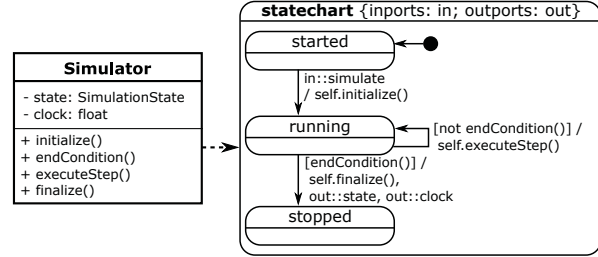 statechart {inports: in; outports: out}
started
in::simulate
/ self.initialize()
Simulator
- state: SimulationState
- clock: float
+ initialize()
+ endCondition()
+ executeStep()
+ finalize()
running
[not endCondition()] /
self.executeStep()
[endCondition()] /
self.finalize(),
out::state, out::clock
stopped